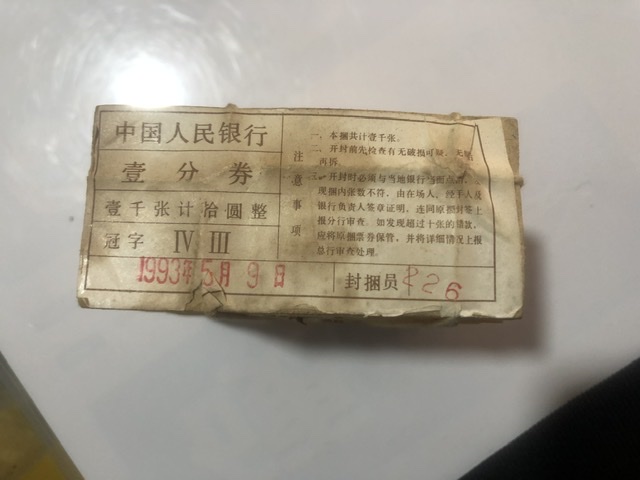 中国人民银行
壹分券
壹千张计拾圆整
冠字 IV III
1993年5月9日
注意事项
一、本捆共计壹千张。
二、开封前先检查有无破损可疑,
再拆。
三、开封时必须与当地银行当面点清,
现捆内张数不符,由在场人、经手人及
银行负责人签章证明,连同原捆封签上
报分行审查。如发现超过十张的错款,
应将原捆票券保管,并将详细情况上报
总行审查处理。
封捆员 26